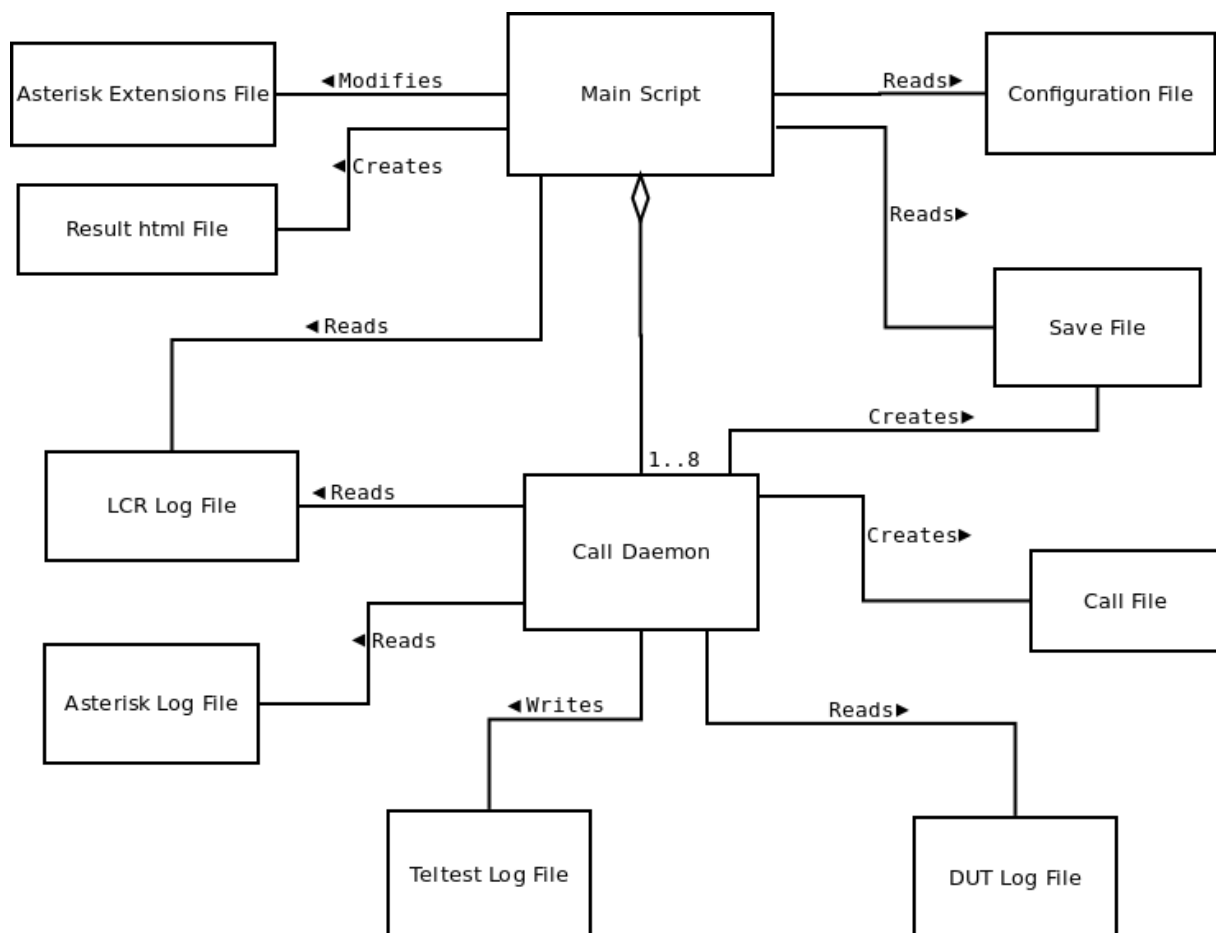 Main Script
Asterisk Extensions File
◄Modifies
Reads►
Configuration File
◄Creates
Result html File
Reads►
◄Reads
Save File
Creates►
1..8
LCR Log File
◄Reads
Call Daemon
Creates►
Call File
◄Reads
Asterisk Log File
◄Writes
Reads►
Teltest Log File
DUT Log File